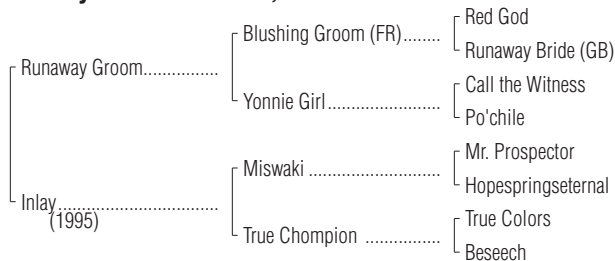 Red God
Blushing Groom (FR)........
Runaway Bride (GB)
Runaway Groom................
Call the Witness
Yonnie Girl........................
Po'chile
Mr. Prospector
Miswaki ............................
Hopespringseternal
Inlay..................................
(1995)
True Colors
True Chompion ................
Beseech